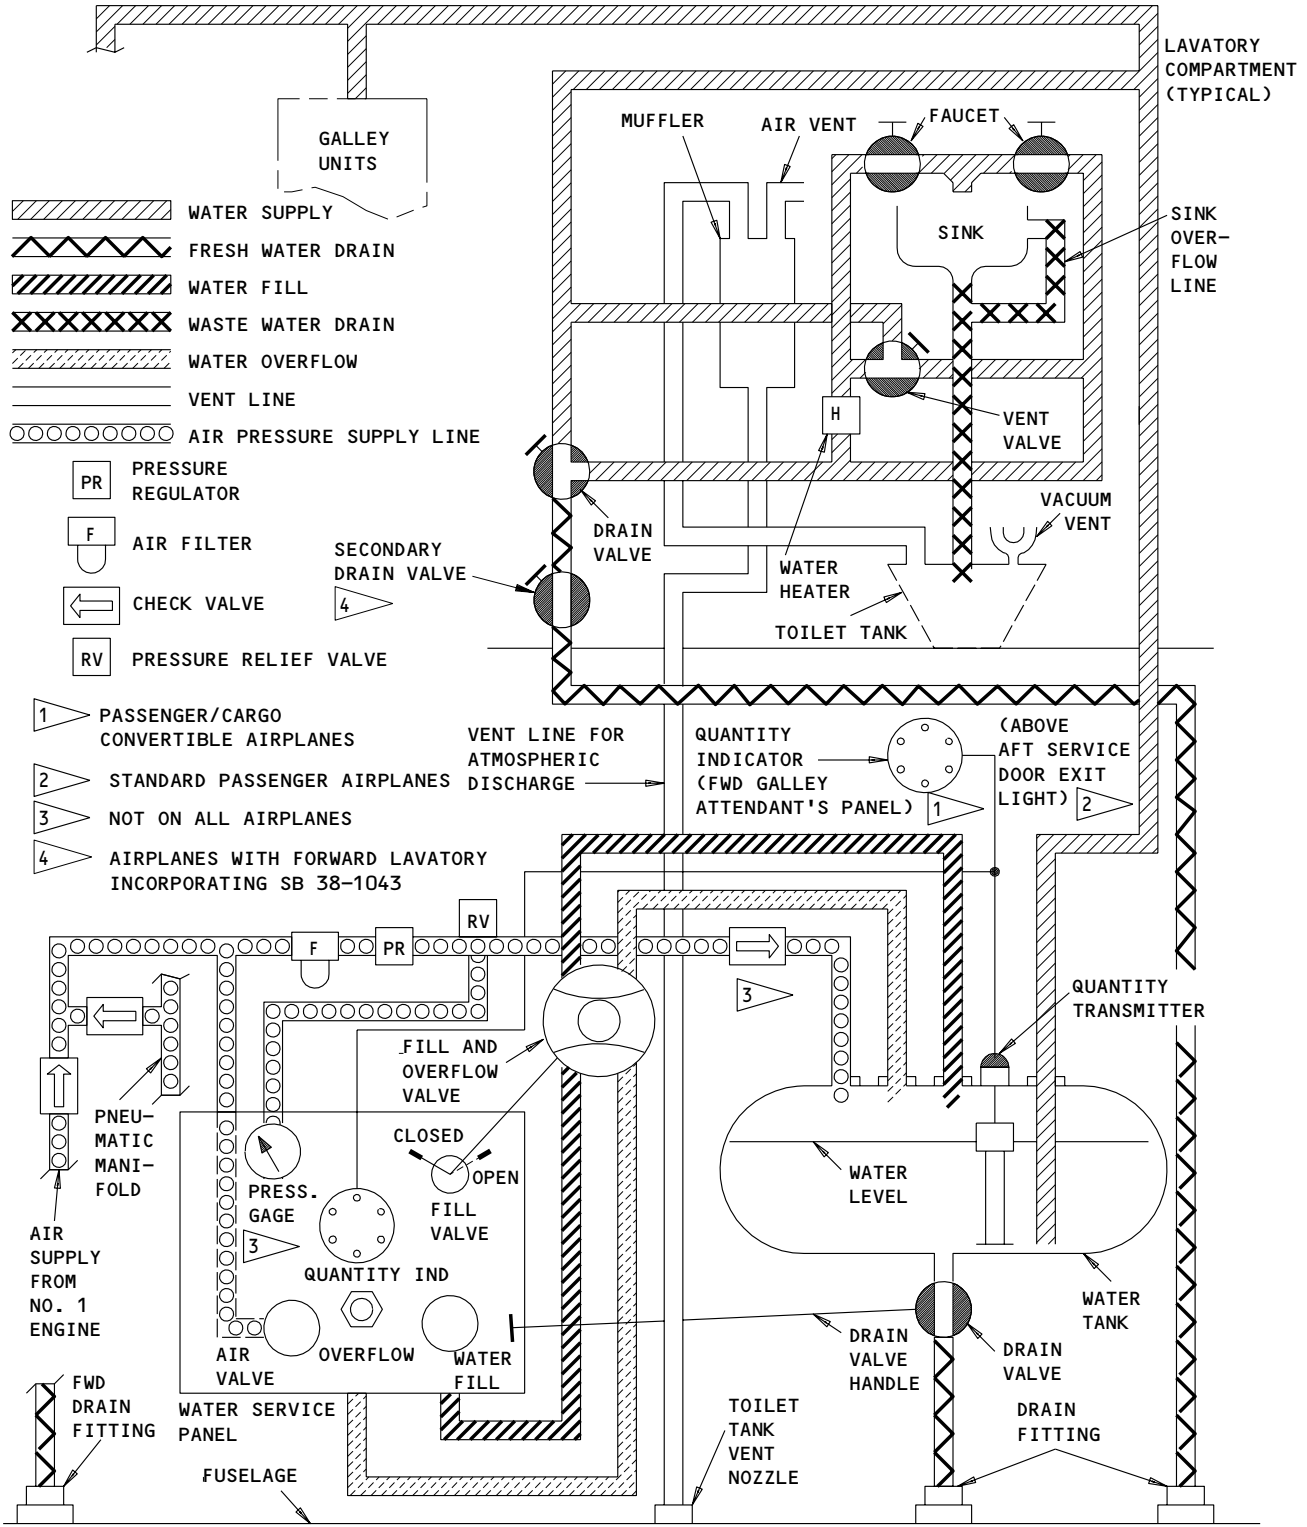 LAVATORY
COMPARTMENT
(TYPICAL)
GALLEY
UNITS
MUFFLER
AIR VENT
FAUCET
SINK
SINK
OVER-
FLOW
LINE
WATER SUPPLY
FRESH WATER DRAIN
WATER FILL
WASTE WATER DRAIN
WATER OVERFLOW
VENT LINE
AIR PRESSURE SUPPLY LINE
PR
PRESSURE
REGULATOR
F
AIR FILTER
CHECK VALVE
RV
PRESSURE RELIEF VALVE
H
VENT
VALVE
DRAIN
VALVE
SECONDARY
DRAIN VALVE
4
WATER
HEATER
VACUUM
VENT
TOILET TANK
1
PASSENGER/CARGO
CONVERTIBLE AIRPLANES
2
STANDARD PASSENGER AIRPLANES
3
NOT ON ALL AIRPLANES
4
AIRPLANES WITH FORWARD LAVATORY
INCORPORATING SB 38-1043
VENT LINE FOR
ATMOSPHERIC
DISCHARGE
QUANTITY
INDICATOR
(FWD GALLEY
ATTENDANT'S PANEL)
1
(ABOVE
AFT SERVICE
DOOR EXIT
LIGHT)
2
RV
F
PR
3
QUANTITY
TRANSMITTER
FILL AND
OVERFLOW
VALVE
PNEU-
MATIC
MANI-
FOLD
AIR
SUPPLY
FROM
NO. 1
ENGINE
CLOSED
OPEN
FILL
VALVE
PRESS.
GAGE
3
QUANTITY IND
AIR
VALVE
OVERFLOW
WATER
FILL
WATER
LEVEL
WATER
TANK
DRAIN
VALVE
HANDLE
DRAIN
VALVE
FWD
DRAIN
FITTING
WATER SERVICE
PANEL
FUSELAGE
TOILET
TANK
VENT
NOZZLE
DRAIN
FITTING